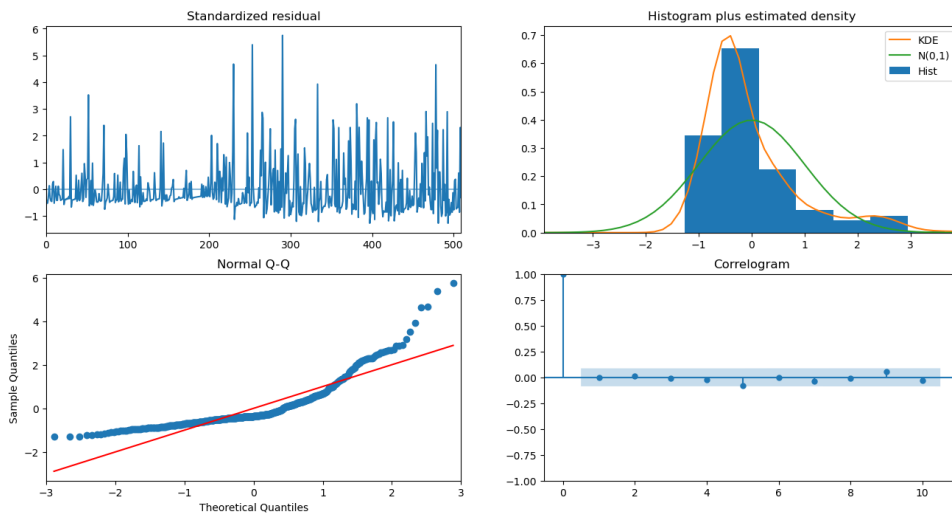 Standardized residual
6
5
4
3
2
1
0
−1
0 100 200 300 400 500
Histogram plus estimated density
0.7
0.6
0.5
0.4
0.3
0.2
0.1
0.0
−3 −2 −1 0 1 2 3
KDE
N(0,1)
Hist
Normal Q-Q
Sample Quantiles
6
4
2
0
−2
−3 −2 −1 0 1 2 3
Theoretical Quantiles
Correlogram
1.00
0.75
0.50
0.25
0.00
−0.25
−0.50
−0.75
−1.00
0 2 4 6 8 10